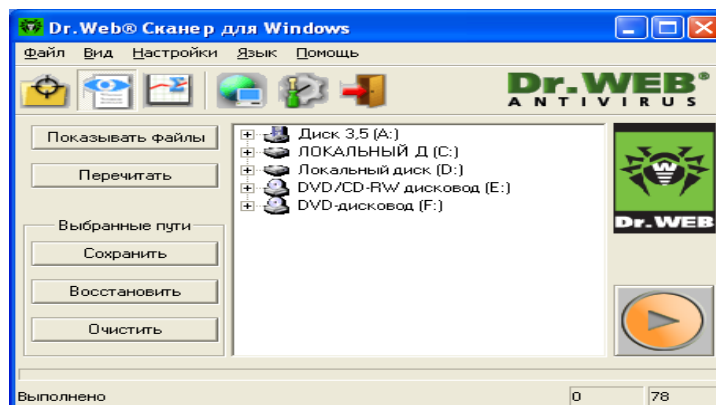 Dr.Web® Сканер для Windows
Файл Вид Настройки Язык Помощь
Dr.WEB®
ANTIVIRUS
Показывать файлы
Перечитать
Выбранные пути
Сохранить
Восстановить
Очистить
Диск 3,5 (A:)
ЛОКАЛЬНЫЙ Д (C:)
Локальный диск (D:)
DVD/CD-RW дисковод (E:)
DVD-дисковод (F:)
Dr.WEB
Выполнено 0 78